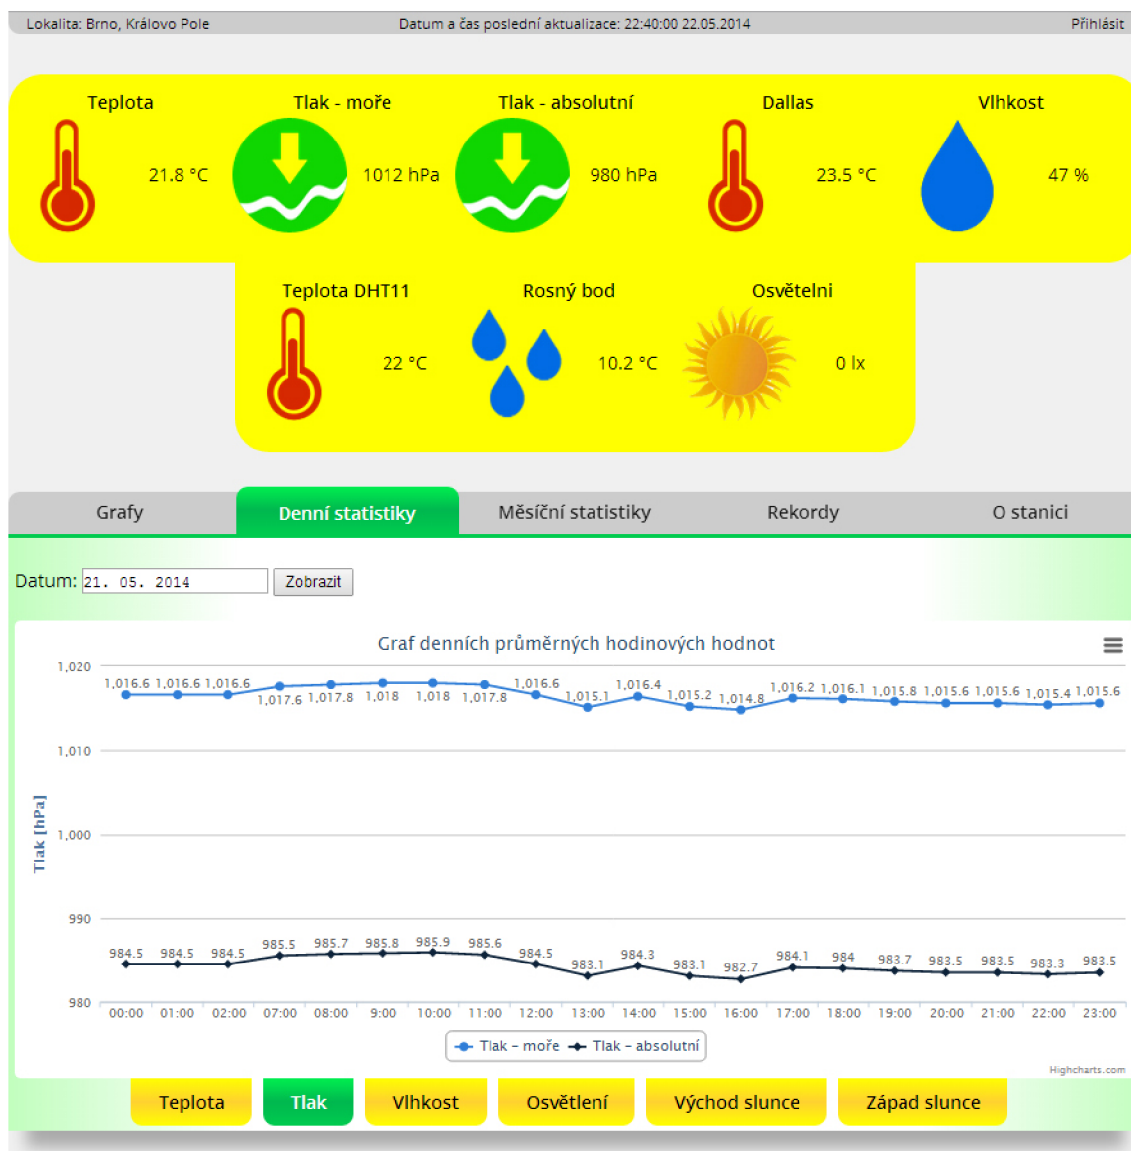 Lokalita: Brno, Královo Pole Datum a čas poslední aktualizace: 22:40:00 22.05.2014 Přihlásit
Teplota Tlak - moře Tlak - absolutní Dallas Vlhkost
21.8 °C 1012 hPa 980 hPa 23.5 °C 47 %
Teplota DHT11 Rosný bod Osvětelni
22 °C 10.2 °C 0 lx
Grafy Denní statistiky Měsíční statistiky Rekordy O stanici
Datum: 21. 05. 2014 Zobrazit
Graf denních průměrných hodinových hodnot
Tlak [hPa]
1,020
1,010
1,000
990
980
1,016.6 1,016.6 1,016.6 1,017.6 1,017.8 1,018 1,018 1,017.8 1,016.6 1,015.1 1,016.4 1,015.2 1,014.8 1,016.2 1,016.1 1,015.8 1,015.6 1,015.6 1,015.4 1,015.6
984.5 984.5 984.5 985.5 985.7 985.8 985.9 985.6 984.5 983.1 984.3 983.1 982.7 984.1 984 983.7 983.5 983.5 983.3 983.5
00:00 01:00 02:00 07:00 08:00 9:00 10:00 11:00 12:00 13:00 14:00 15:00 16:00 17:00 18:00 19:00 20:00 21:00 22:00 23:00
Tlak - moře Tlak - absolutní
Highcharts.com
Teplota Tlak Vlhkost Osvětlení Východ slunce Západ slunce